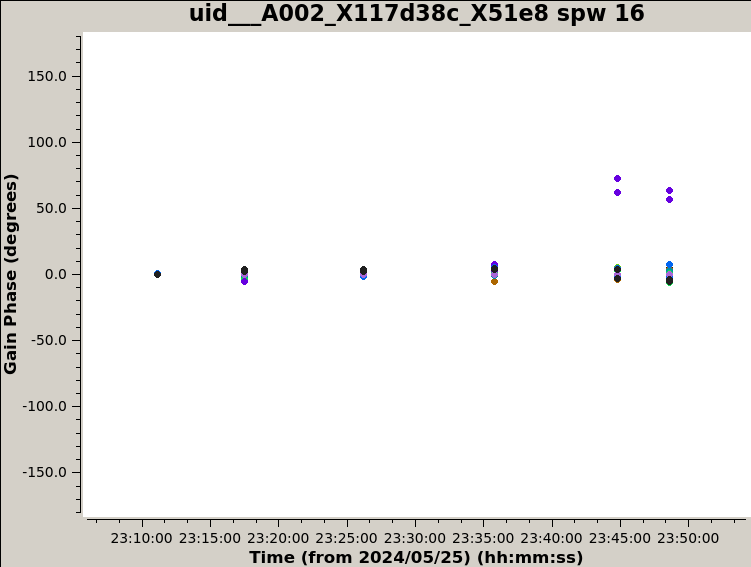 uid___A002_X117d38c_X51e8 spw 16
Gain Phase (degrees)
150.0
100.0
50.0
0.0
-50.0
-100.0
-150.0
23:10:00 23:15:00 23:20:00 23:25:00 23:30:00 23:35:00 23:40:00 23:45:00 23:50:00
Time (from 2024/05/25) (hh:mm:ss)